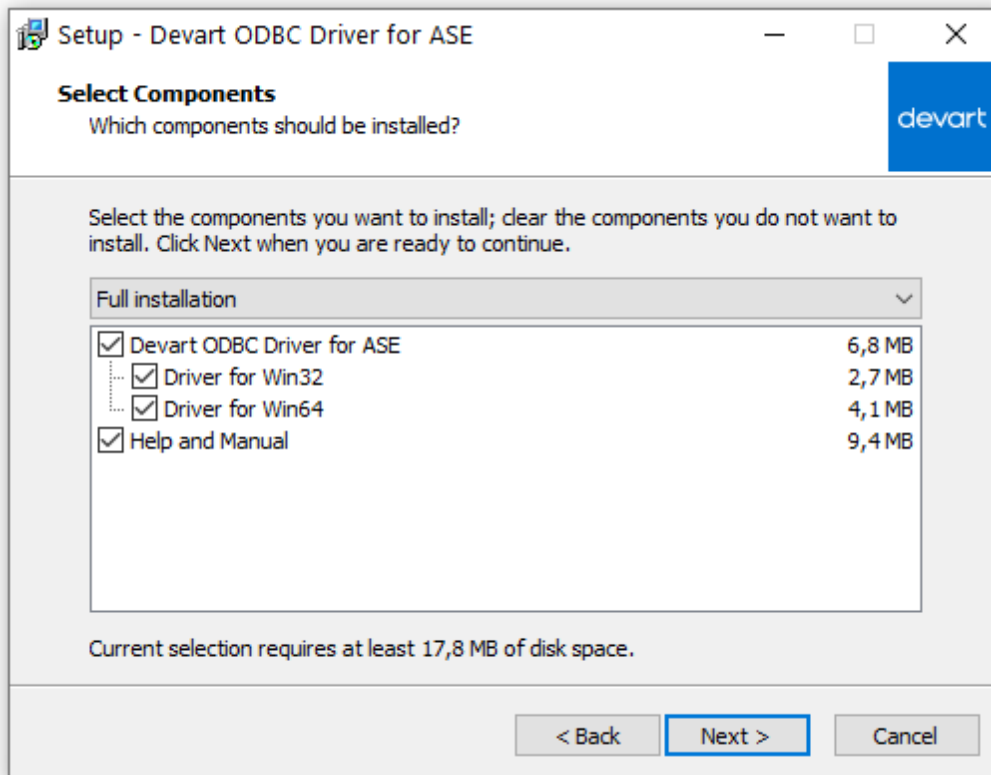 Setup - Devart ODBC Driver for ASE
Select Components
Which components should be installed?
devart
Select the components you want to install; clear the components you do not want to
install. Click Next when you are ready to continue.
Full installation
Devart ODBC Driver for ASE 6,8 MB
Driver for Win32 2,7 MB
Driver for Win64 4,1 MB
Help and Manual 9,4 MB
Current selection requires at least 17,8 MB of disk space.
< Back Next > Cancel